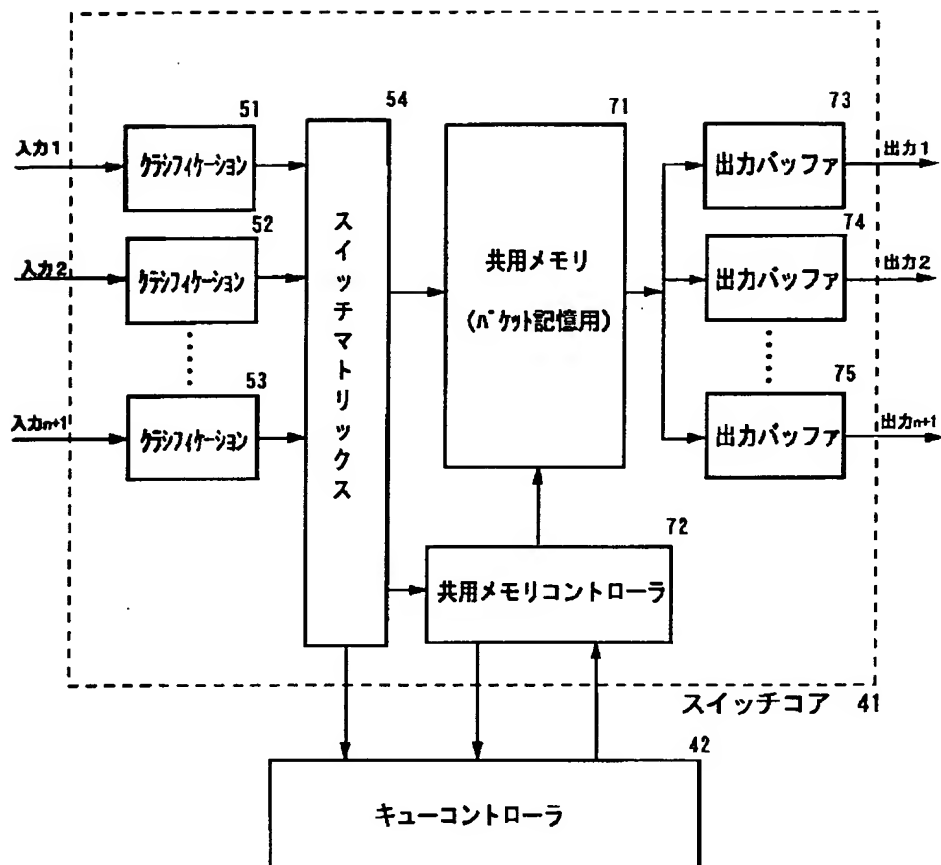 51
54
71
73
入力1
クラシフィケーション
出力バッファ
出力1
52
74
入力2
クラシフィケーション
スイッチマトリックス
共用メモリ
(パケット記憶用)
出力バッファ
出力2
53
75
入力n+1
クラシフィケーション
出力バッファ
出力n+1
72
共用メモリコントローラ
スイッチコア 41
42
キューコントローラ